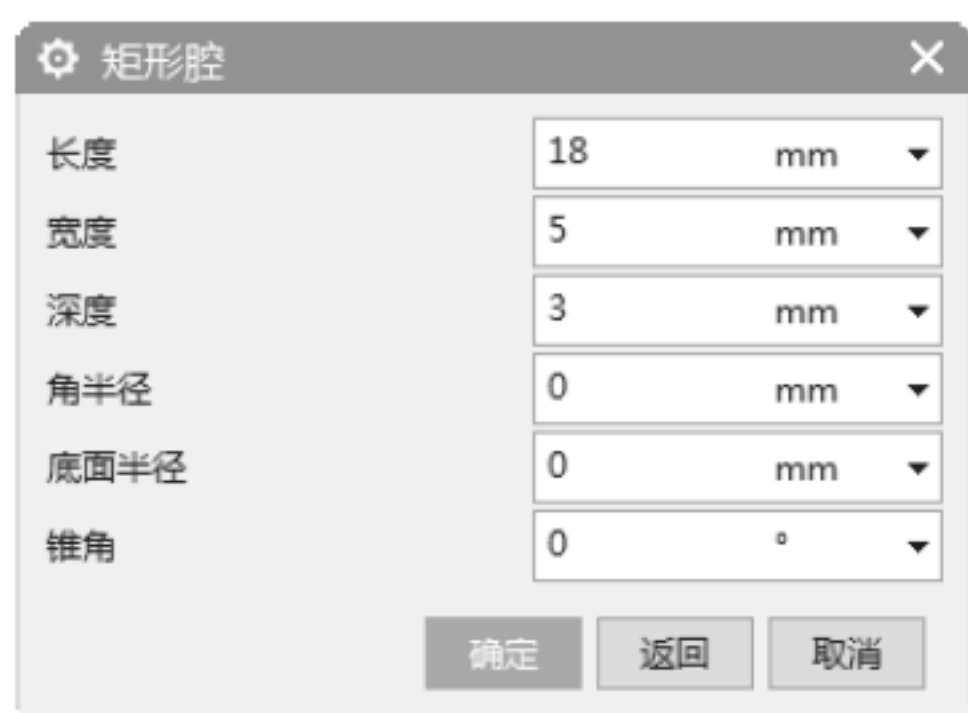 矩形腔
长度 18 mm
宽度 5 mm
深度 3 mm
角半径 0 mm
底面半径 0 mm
锥角 0 °
确定 返回 取消